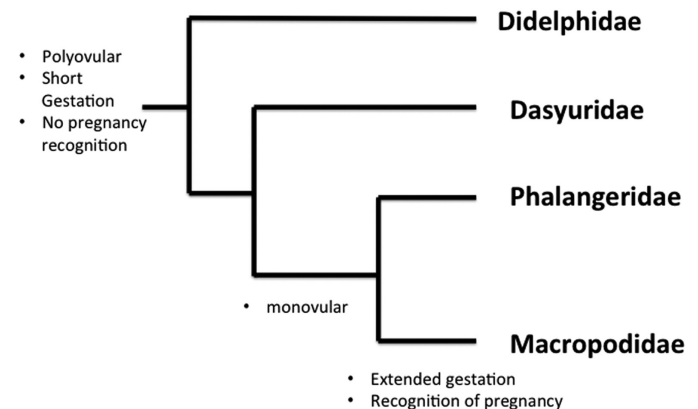 Didelphidae
• Polyovular
• Short
Gestation
• No pregnancy
recognition
Dasyuridae
Phalangeridae
• monovular
Macropodidae
• Extended gestation
• Recognition of pregnancy